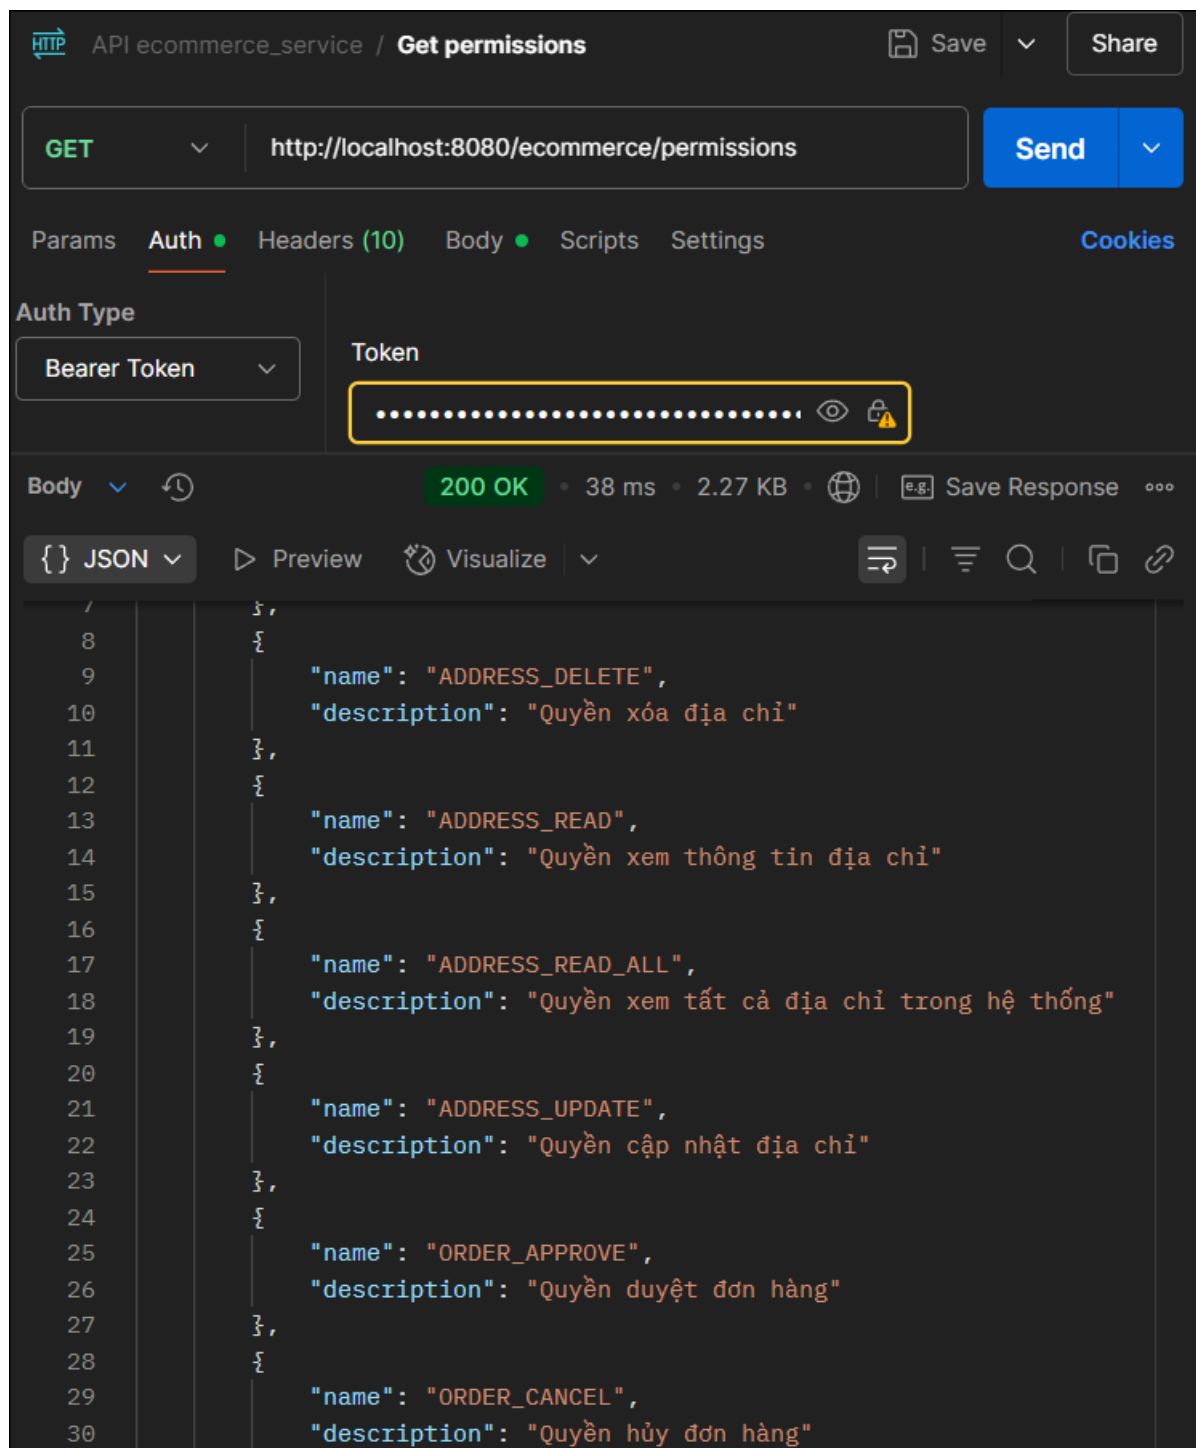 HTTP API ecommerce_service / Get permissions Save Share
GET http://localhost:8080/ecommerce/permissions Send
Params Auth Headers (10) Body Scripts Settings Cookies
Auth Type
Bearer Token
Token
Body 200 OK • 38 ms • 2.27 KB • e.g. Save Response
{} JSON Preview Visualize
7 },
8 {
9 "name": "ADDRESS_DELETE",
10 "description": "Quyền xóa địa chỉ"
11 },
12 {
13 "name": "ADDRESS_READ",
14 "description": "Quyền xem thông tin địa chỉ"
15 },
16 {
17 "name": "ADDRESS_READ_ALL",
18 "description": "Quyền xem tất cả địa chỉ trong hệ thống"
19 },
20 {
21 "name": "ADDRESS_UPDATE",
22 "description": "Quyền cập nhật địa chỉ"
23 },
24 {
25 "name": "ORDER_APPROVE",
26 "description": "Quyền duyệt đơn hàng"
27 },
28 {
29 "name": "ORDER_CANCEL",
30 "description": "Quyền hủy đơn hàng"